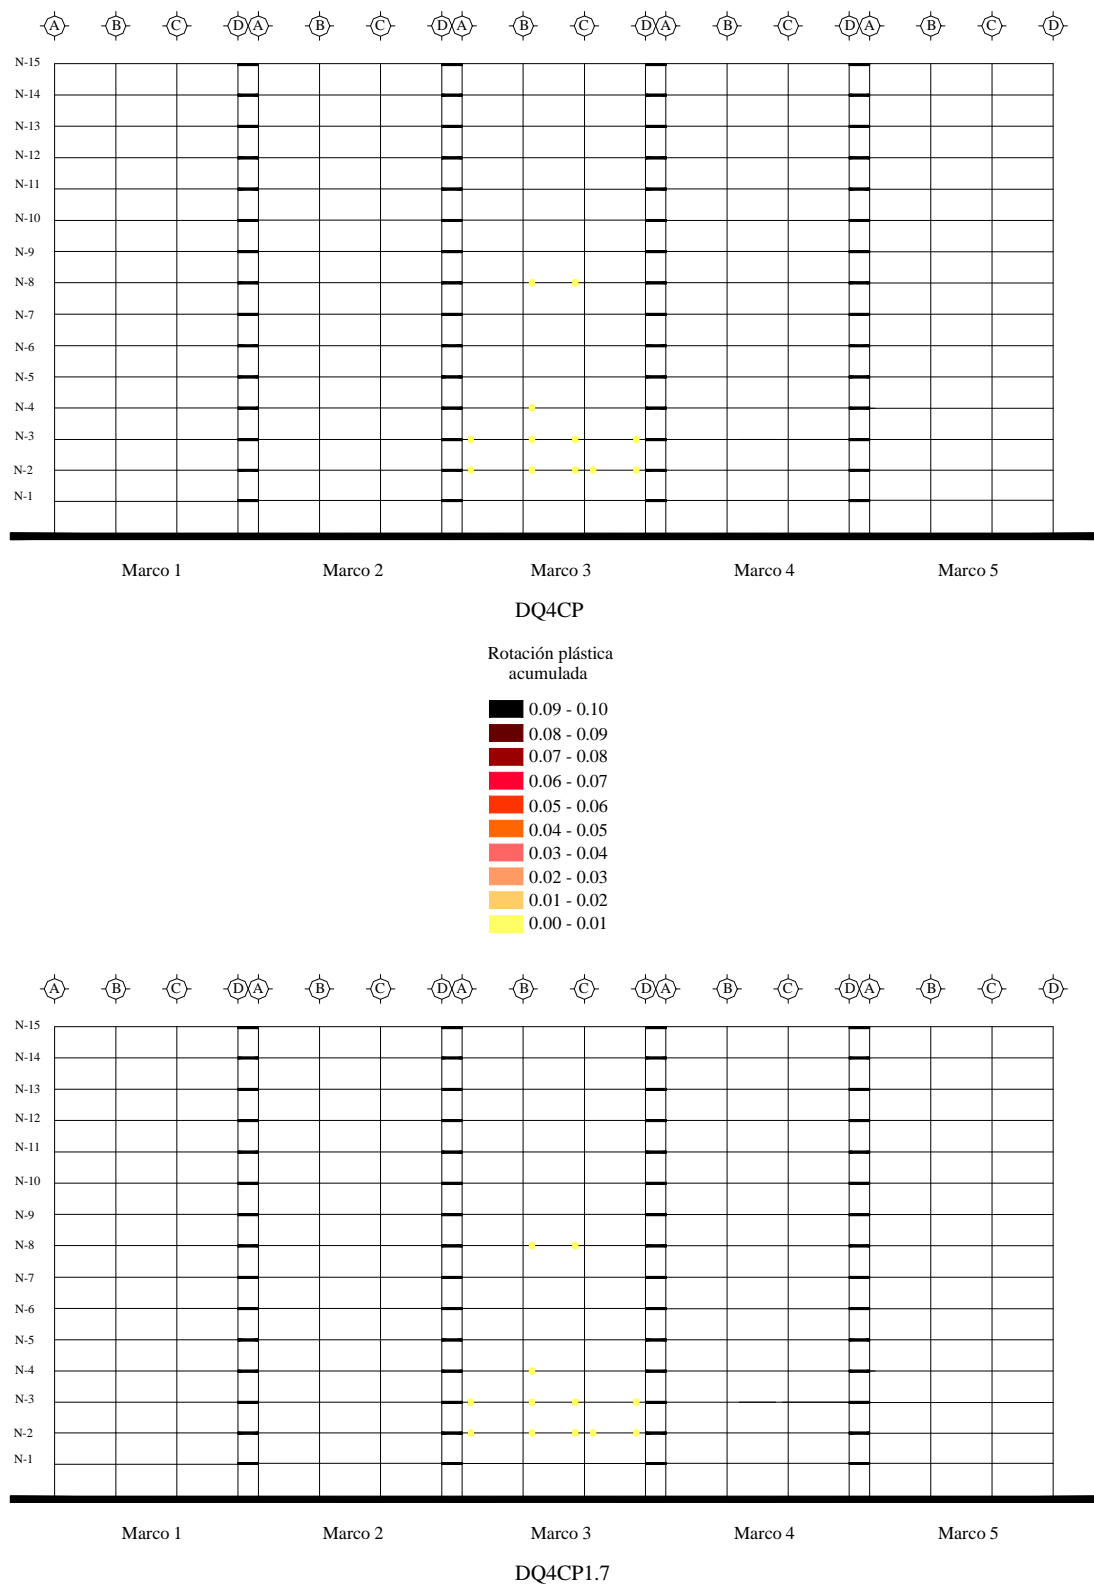 A B C D A B C D A B C D A B C D A B C D
N-15
N-14
N-13
N-12
N-11
N-10
N-9
N-8
N-7
N-6
N-5
N-4
N-3
N-2
N-1
Marco 1 Marco 2 Marco 3 Marco 4 Marco 5
DQ4CP
Rotación plástica
acumulada
0.09 - 0.10
0.08 - 0.09
0.07 - 0.08
0.06 - 0.07
0.05 - 0.06
0.04 - 0.05
0.03 - 0.04
0.02 - 0.03
0.01 - 0.02
0.00 - 0.01
A B C D A B C D A B C D A B C D A B C D
N-15
N-14
N-13
N-12
N-11
N-10
N-9
N-8
N-7
N-6
N-5
N-4
N-3
N-2
N-1
Marco 1 Marco 2 Marco 3 Marco 4 Marco 5
DQ4CP1.7